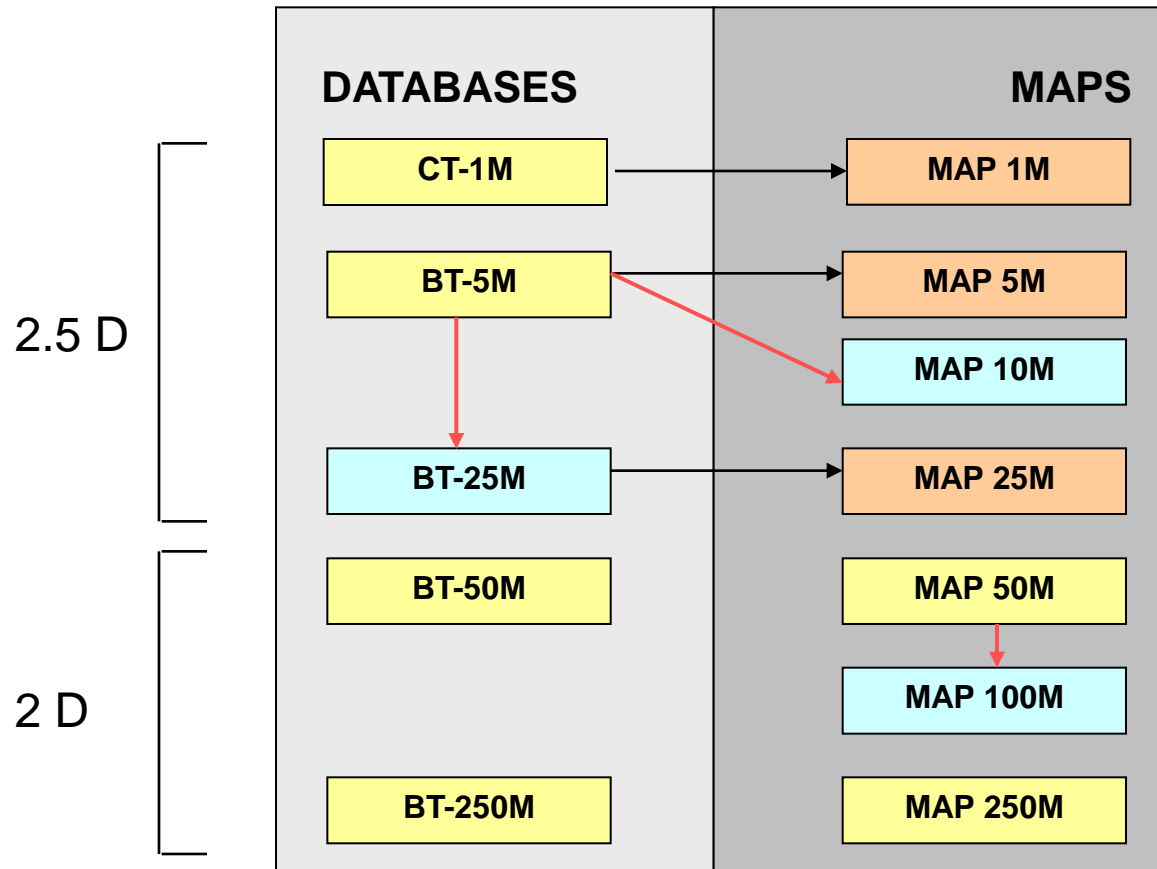 DATABASES
MAPS
CT-1M
MAP 1M
BT-5M
MAP 5M
2.5 D
MAP 10M
BT-25M
MAP 25M
BT-50M
MAP 50M
2 D
MAP 100M
BT-250M
MAP 250M